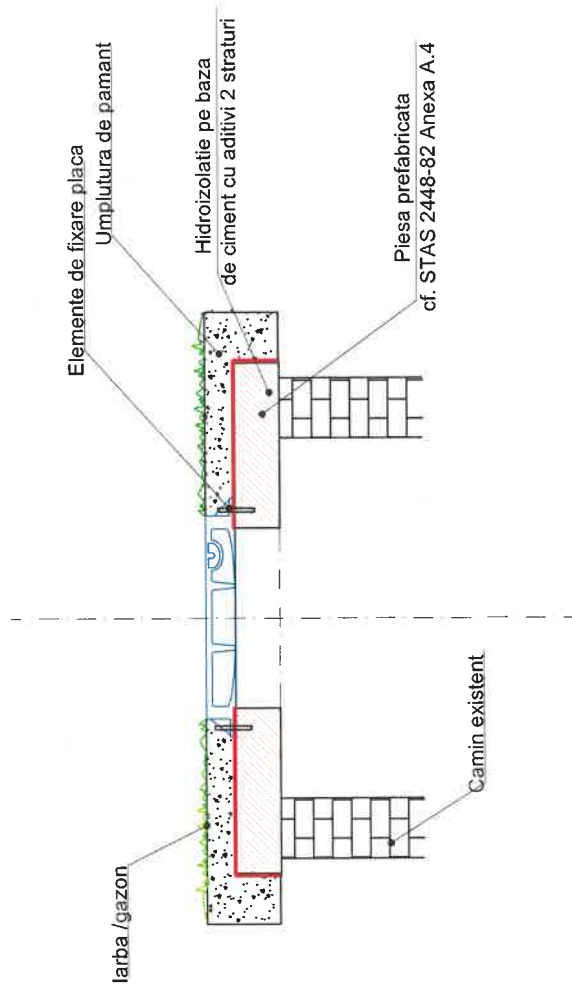 Elemente de fixare placa
Umplutura de pamant
Hidroizolatie pe baza
de ciment cu aditivi 2 straturi
Piesa prefabricata
cf. STAS 2448-82 Anexa A.4
Iarba /gazon
Camin existent